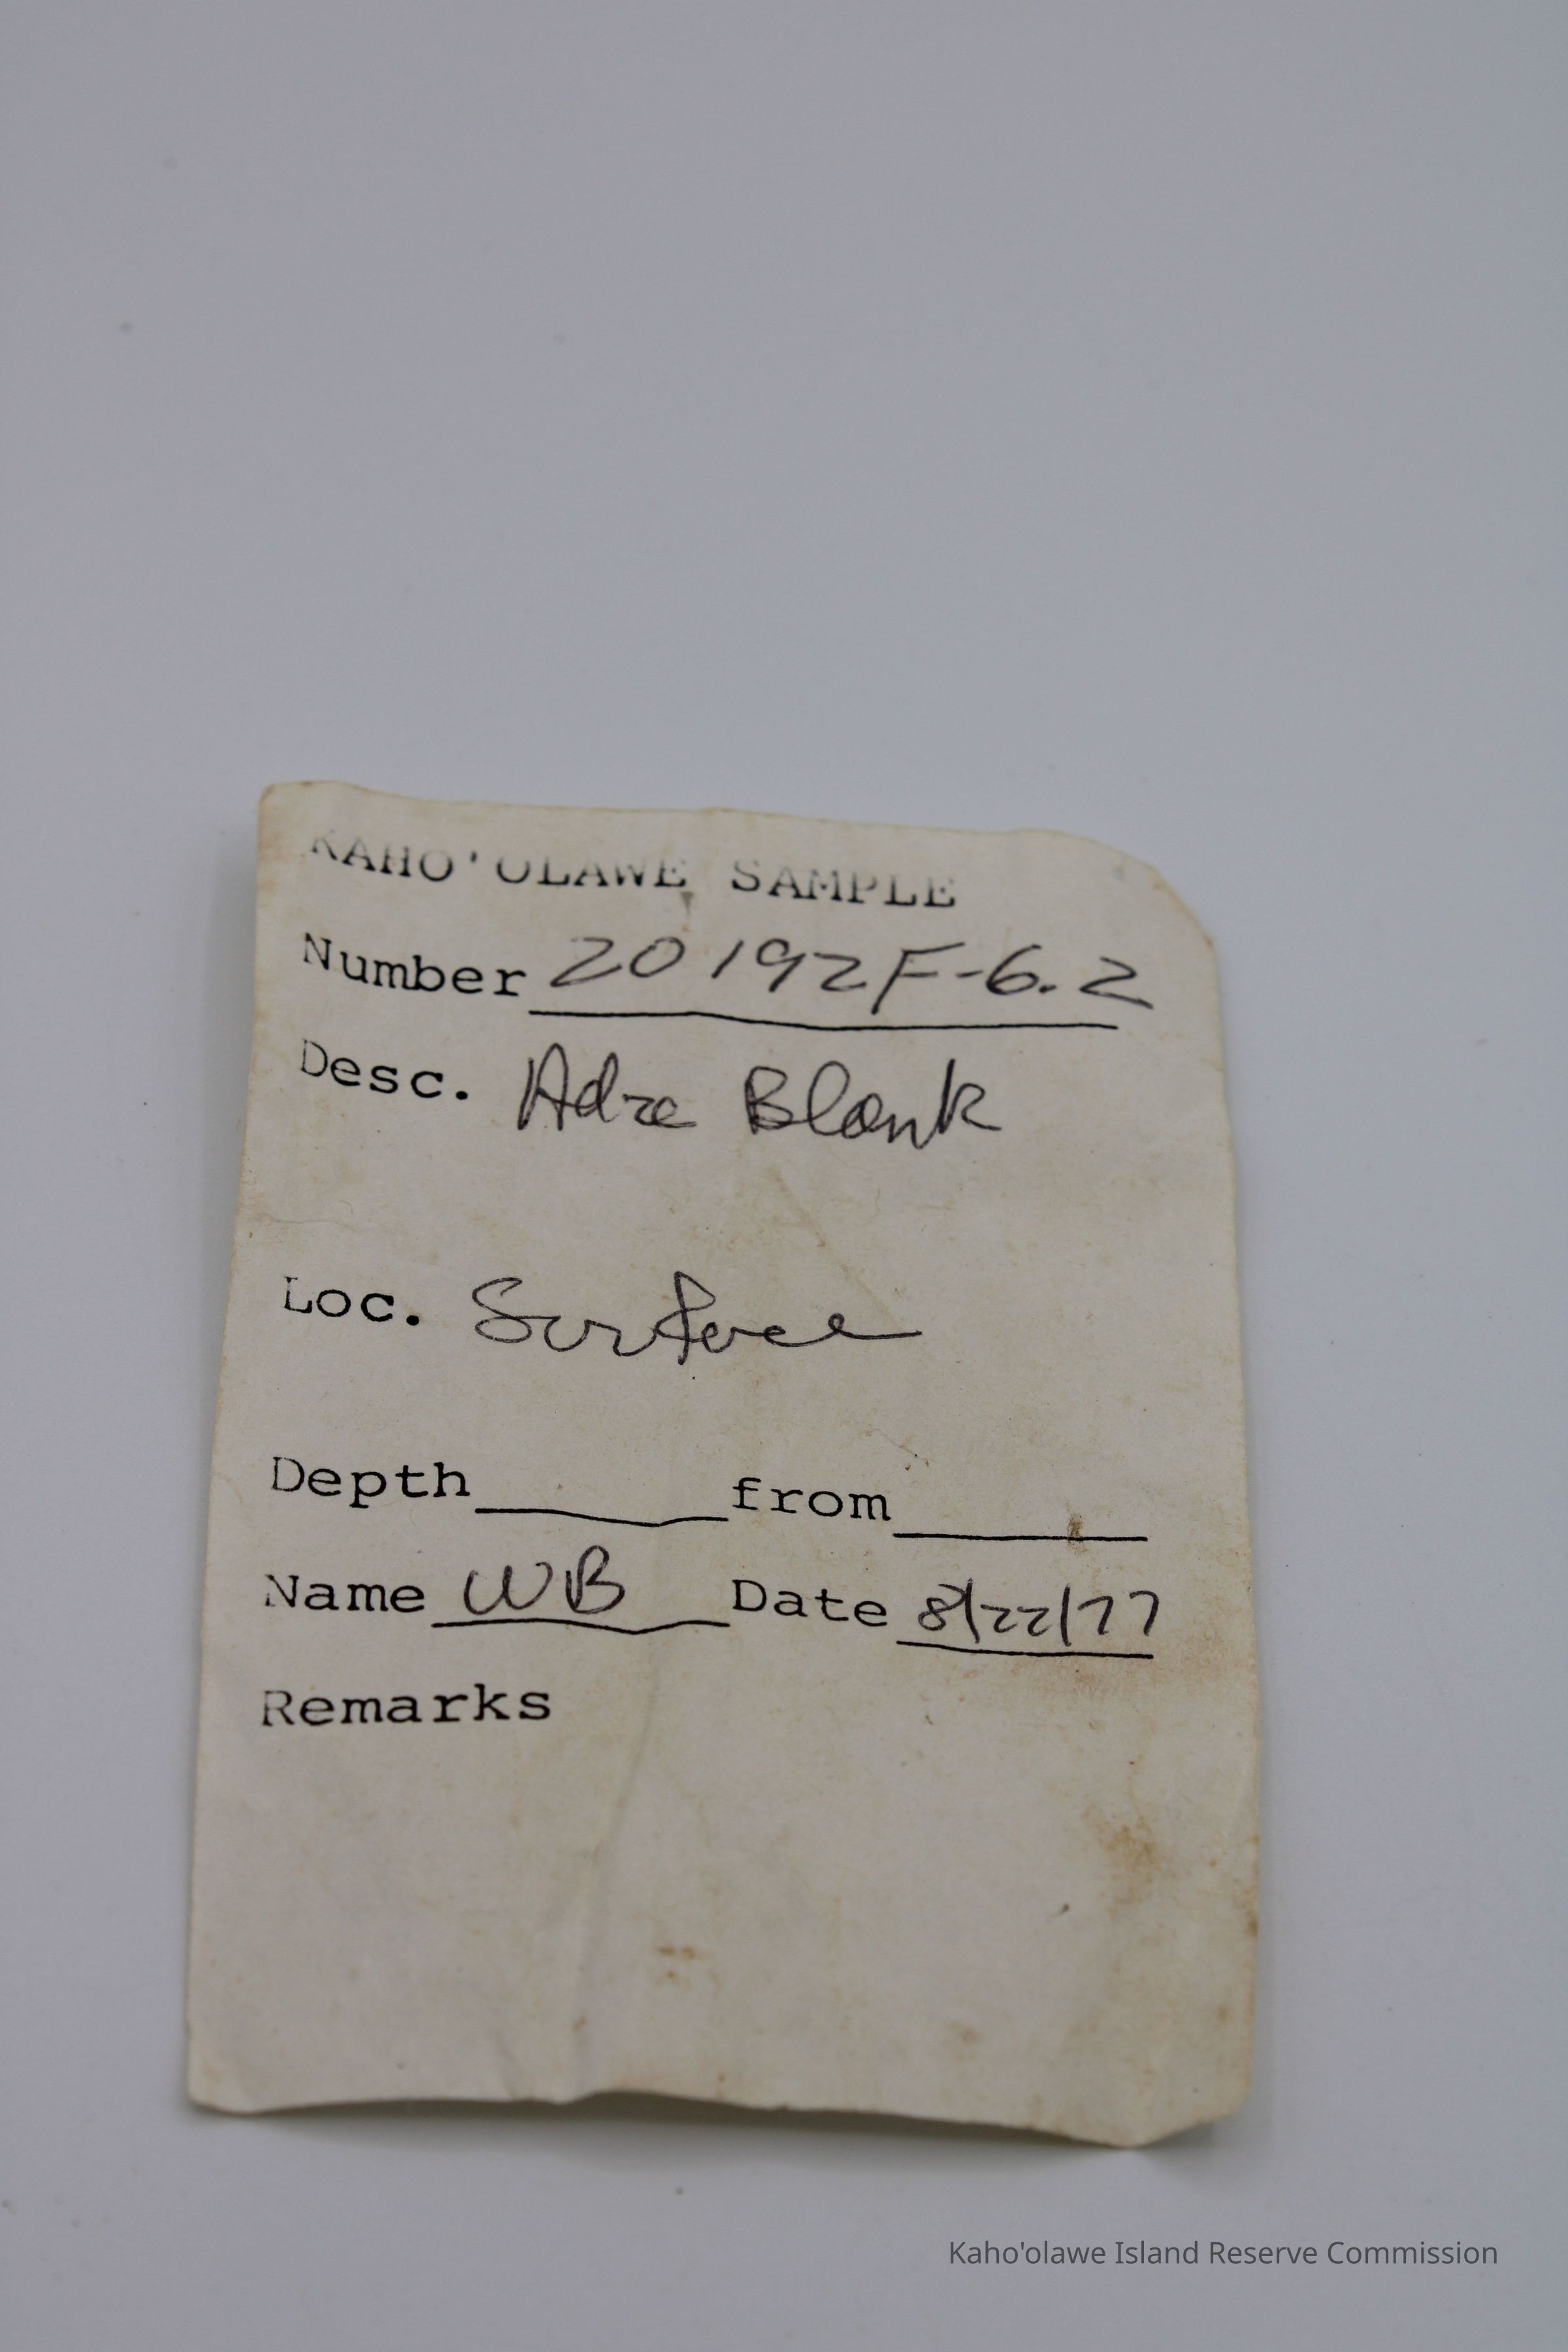 KAHO'OLAWE SAMPLE
Number 20192F-6.2
Desc. Adze Blank
Loc. Surface
Depth from
Name WB Date 8/22/77
Remarks
Kaho'olawe Island Reserve Commission